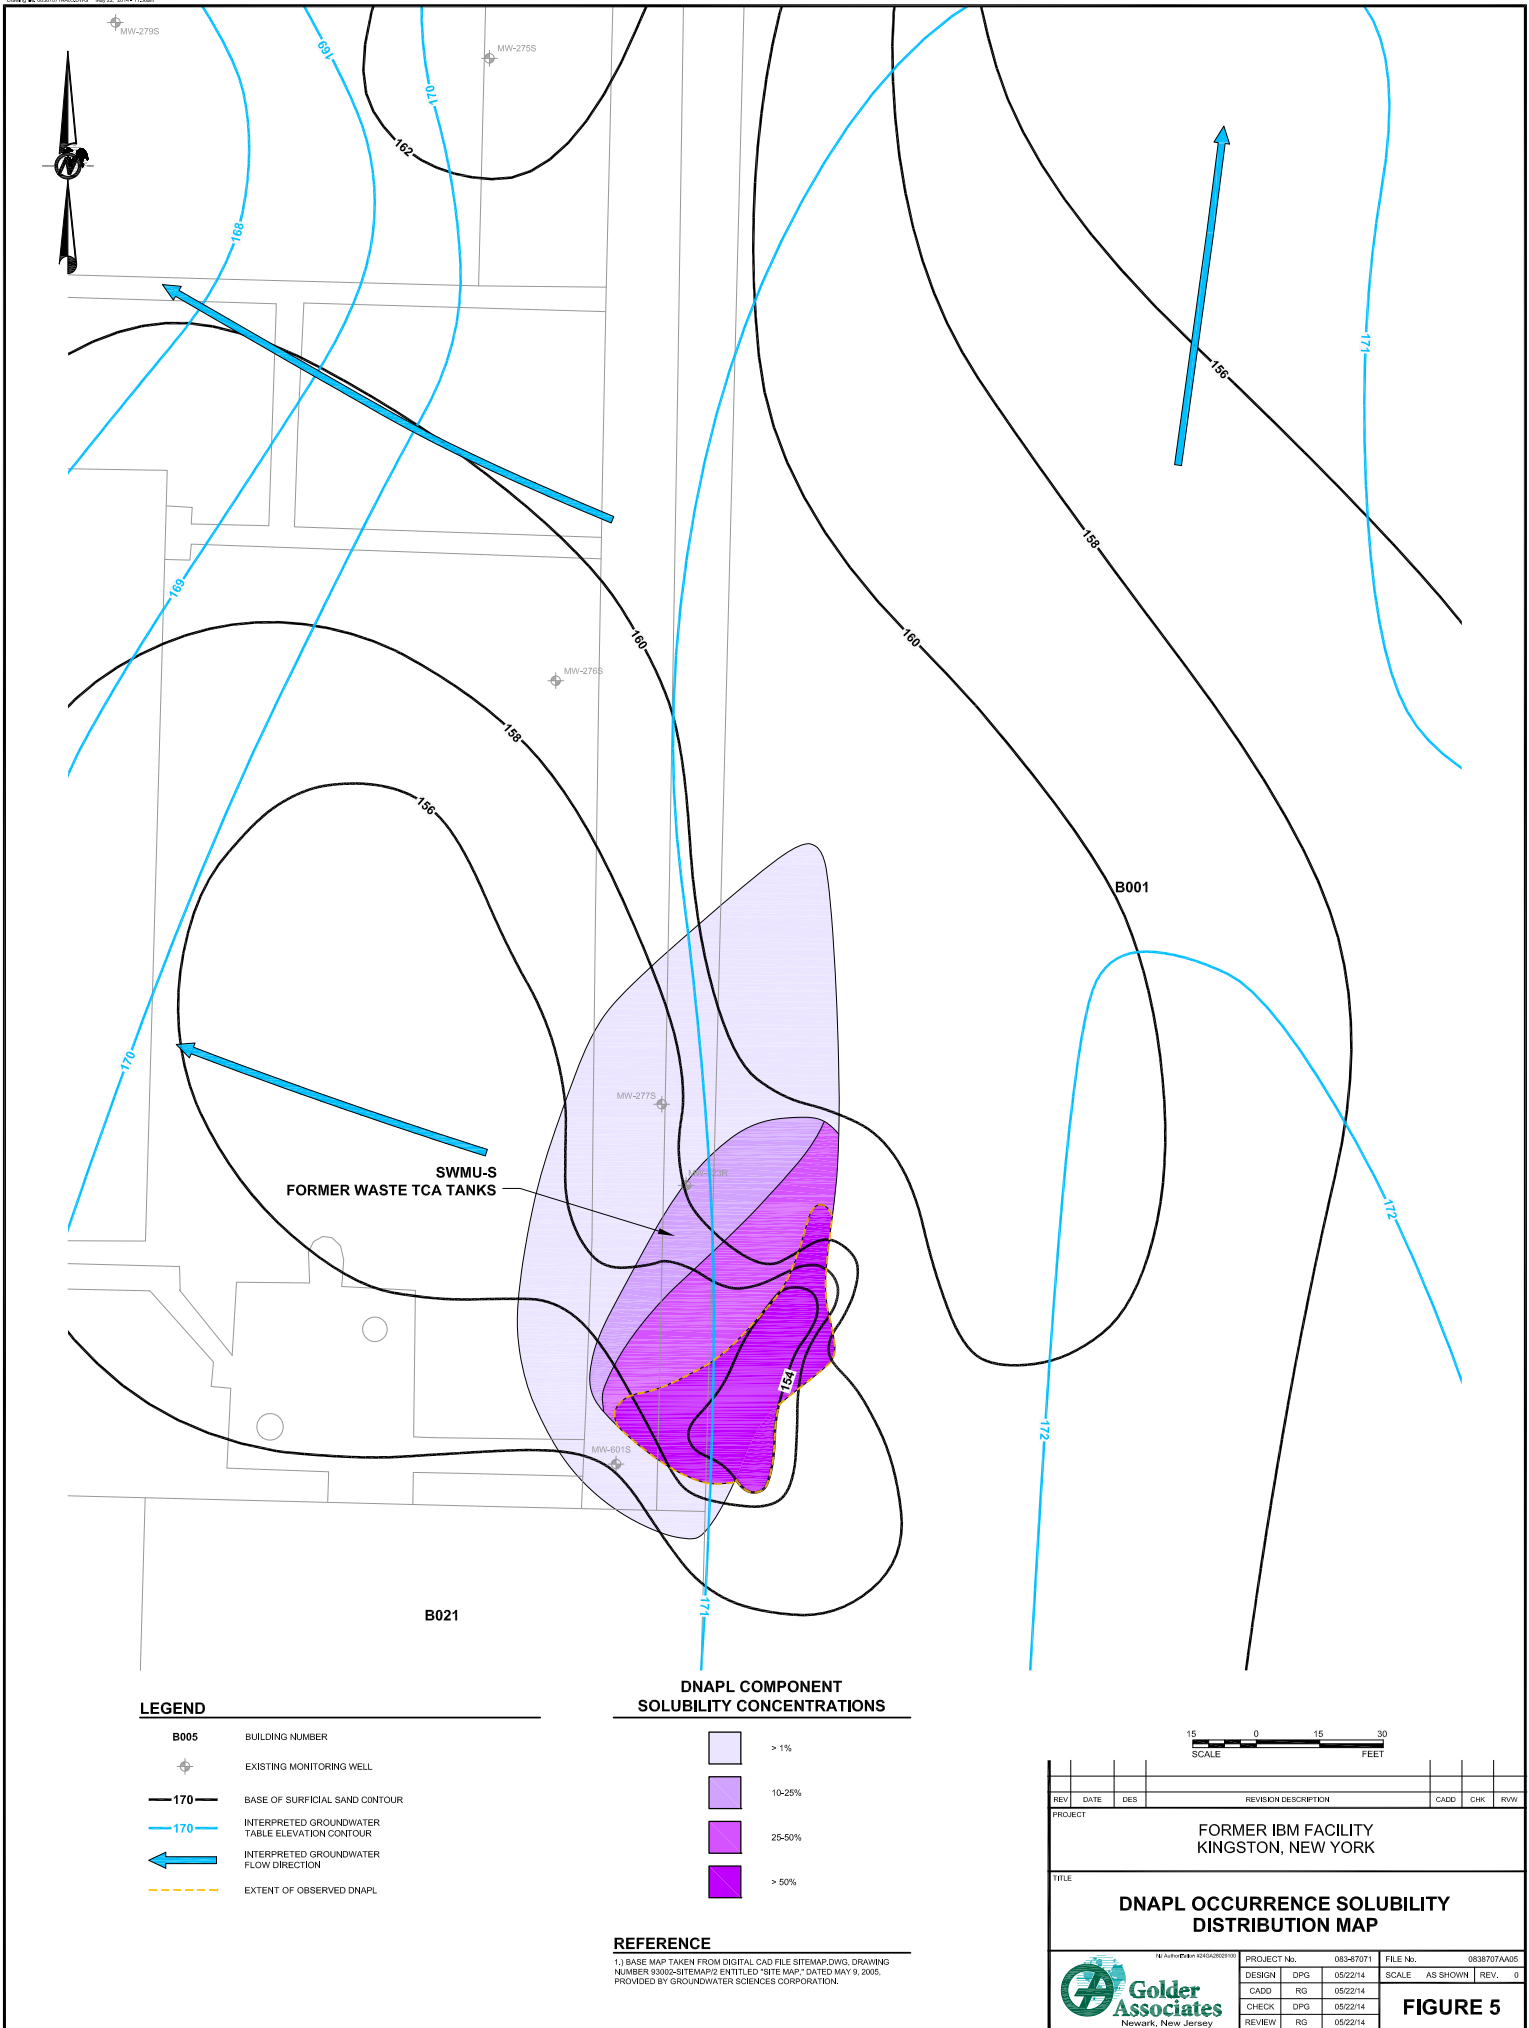 MW-279S
MW-275S
169
170
162
168
171
156
158
169
160
160
MW-276S
158
156
B001
170
MW-277S
SWMU-S
FORMER WASTE TCA TANKS
172
154
172
MW-601S
171
B021
LEGEND
B005 BUILDING NUMBER
EXISTING MONITORING WELL
170 BASE OF SURFICIAL SAND CONTOUR
170 INTERPRETED GROUNDWATER
TABLE ELEVATION CONTOUR
INTERPRETED GROUNDWATER
FLOW DIRECTION
EXTENT OF OBSERVED DNAPL
DNAPL COMPONENT
SOLUBILITY CONCENTRATIONS
> 1%
10-25%
25-50%
> 50%
REFERENCE
1.) BASE MAP TAKEN FROM DIGITAL CAD FILE SITEMAP.DWG, DRAWING
NUMBER 93002-SITEMAP/2 ENTITLED "SITE MAP," DATED MAY 9, 2005,
PROVIDED BY GROUNDWATER SCIENCES CORPORATION.
15 0 15 30
SCALE FEET
REV DATE DES REVISION DESCRIPTION CADD CHK RVW
PROJECT
FORMER IBM FACILITY
KINGSTON, NEW YORK
TITLE
DNAPL OCCURRENCE SOLUBILITY
DISTRIBUTION MAP
Golder
Associates
Newark, New Jersey
PROJECT No. 083-87071 FILE No. 0838707AA05
DESIGN DPG 05/22/14 SCALE AS SHOWN REV. 0
CADD RG 05/22/14
CHECK DPG 05/22/14
REVIEW RG 05/22/14
FIGURE 5